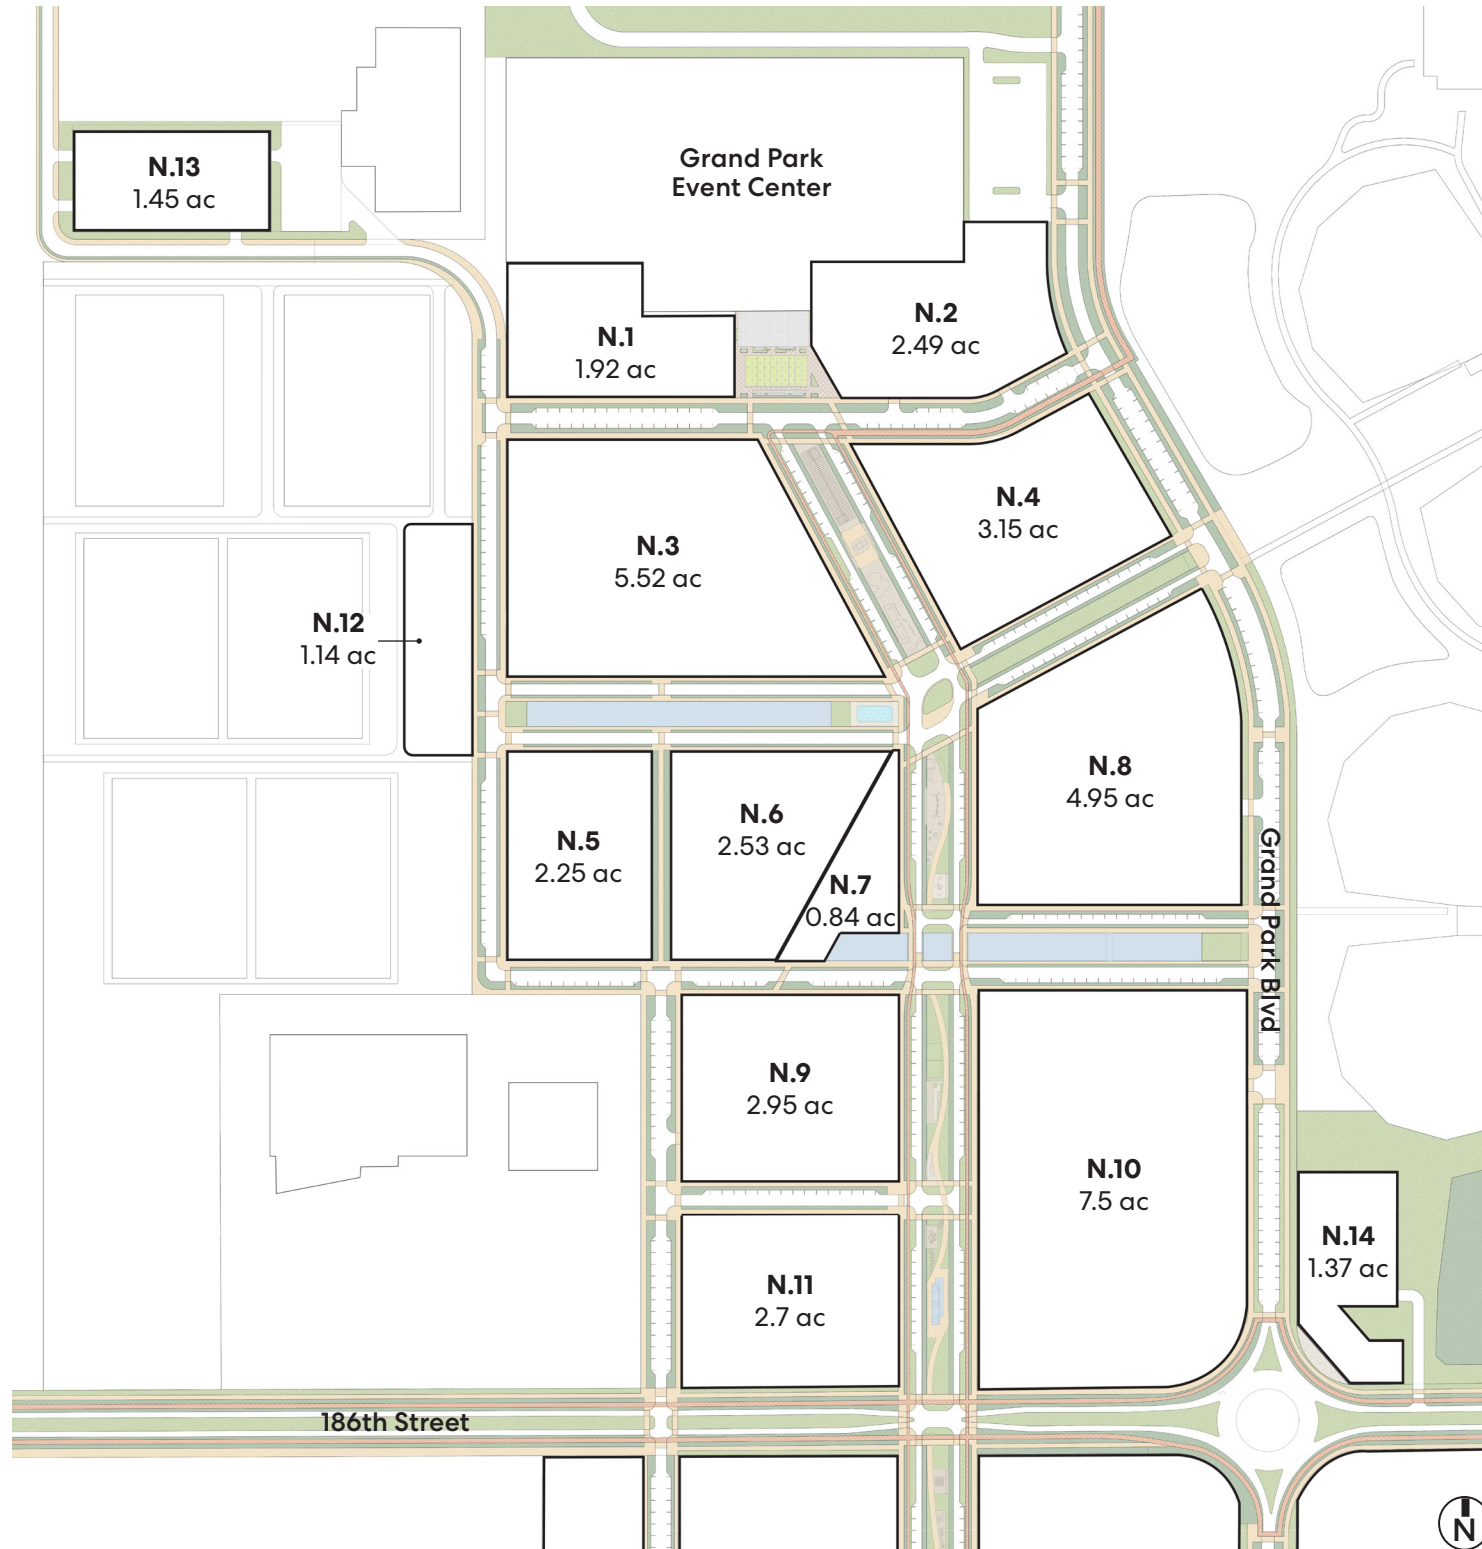 N.13
1.45 ac
Grand Park
Event Center
N.1
1.92 ac
N.2
2.49 ac
N.3
5.52 ac
N.4
3.15 ac
N.12
1.14 ac
N.5
2.25 ac
N.6
2.53 ac
N.7
0.84 ac
N.8
4.95 ac
Grand Park Blvd
N.9
2.95 ac
N.10
7.5 ac
N.11
2.7 ac
N.14
1.37 ac
186th Street
N